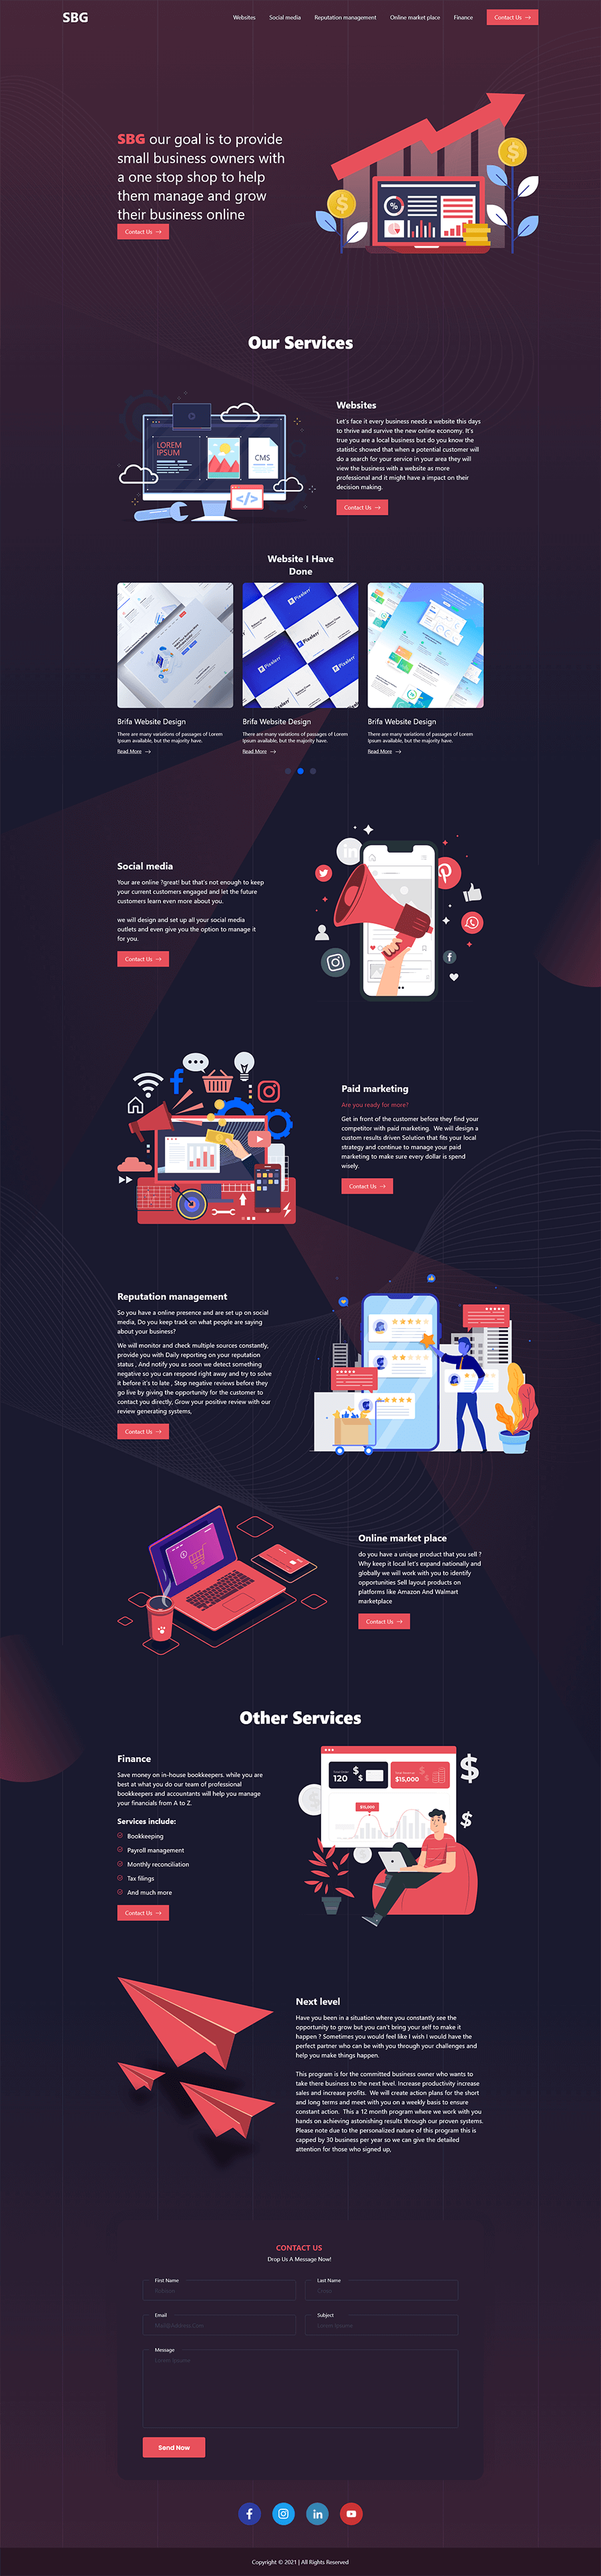 SBG
Websites
Social media
Reputation management
Online market place
Finance
Contact Us
SBG our goal is to provide
small business owners with
a one stop shop to help
them manage and grow
their business online
Contact Us
Our Services
LOREM
IPSUM
CMS
Websites
Let's face it every business needs a website this days
to thrive and survive the new online economy. It's
true you are a local business but do you know the
statistic showed that when a potential customer will
do a search for your service in your area they will
view the business with a website as more
professional and it might have a impact on their
decision making.
Contact Us
Website I Have
Done
Pixelerr
Pixelerr
Pixelerr
Brifa Website Design
There are many variations of passages of Lorem
Ipsum available, but the majority have.
Read More
Brifa Website Design
There are many variations of passages of Lorem
Ipsum available, but the majority have.
Read More
Brifa Website Design
There are many variations of passages of Lorem
Ipsum available, but the majority have.
Read More
Social media
Your are online ?great! but that's not enough to keep
your current customers engaged and let the future
customers learn even more about you.
we will design and set up all your social media
outlets and even give you the option to manage it
for you.
Contact Us
Paid marketing
Are you ready for more?
Get in front of the customer before they find your
competitor with paid marketing. We will design a
custom results driven Solution that fits your local
strategy and continue to manage your paid
marketing to make sure every dollar is spend
wisely.
Contact Us
Reputation management
So you have a online presence and are set up on social
media, Do you keep track on what people are saying
about your business?
We will monitor and check multiple sources constantly,
provide you with Daily reporting on your reputation
status , And notify you as soon we detect something
negative so you can respond right away and try to solve
it before it's to late , Stop negative reviews before they
go live by giving the opportunity for the customer to
contact you directly, Grow your positive review with our
review generating systems,
Contact Us
Online market place
do you have a unique product that you sell ?
Why keep it local let's expand nationally and
globally we will work with you to identify
opportunities Sell layout products on
platforms like Amazon And Walmart
marketplace
Contact Us
Other Services
Finance
Save money on in-house bookkeepers. while you are
best at what you do our team of professional
bookkeepers and accountants will help you manage
your financials from A to Z.
Services include:
Bookkeeping
Payroll management
Monthly reconciliation
Tax filings
And much more
Contact Us
120
$15,000
$15,000
Next level
Have you been in a situation where you constantly see the
opportunity to grow but you can't bring your self to make it
happen ? Sometimes you would feel like I wish I would have the
perfect partner who can be with you through your challenges and
help you make things happen.
This program is for the committed business owner who wants to
take there business to the next level. Increase productivity increase
sales and increase profits. We will create action plans for the short
and long terms and meet with you on a weekly basis to ensure
constant action. This a 12 month program where we work with you
hands on achieving astonishing results through our proven systems.
Please note due to the personalized nature of this program this is
capped by 30 business per year so we can give the detailed
attention for those who signed up,
CONTACT US
Drop Us A Message Now!
First Name
Last Name
Email
Subject
Message
Send Now
Copyright © 2021 | All Rights Reserved